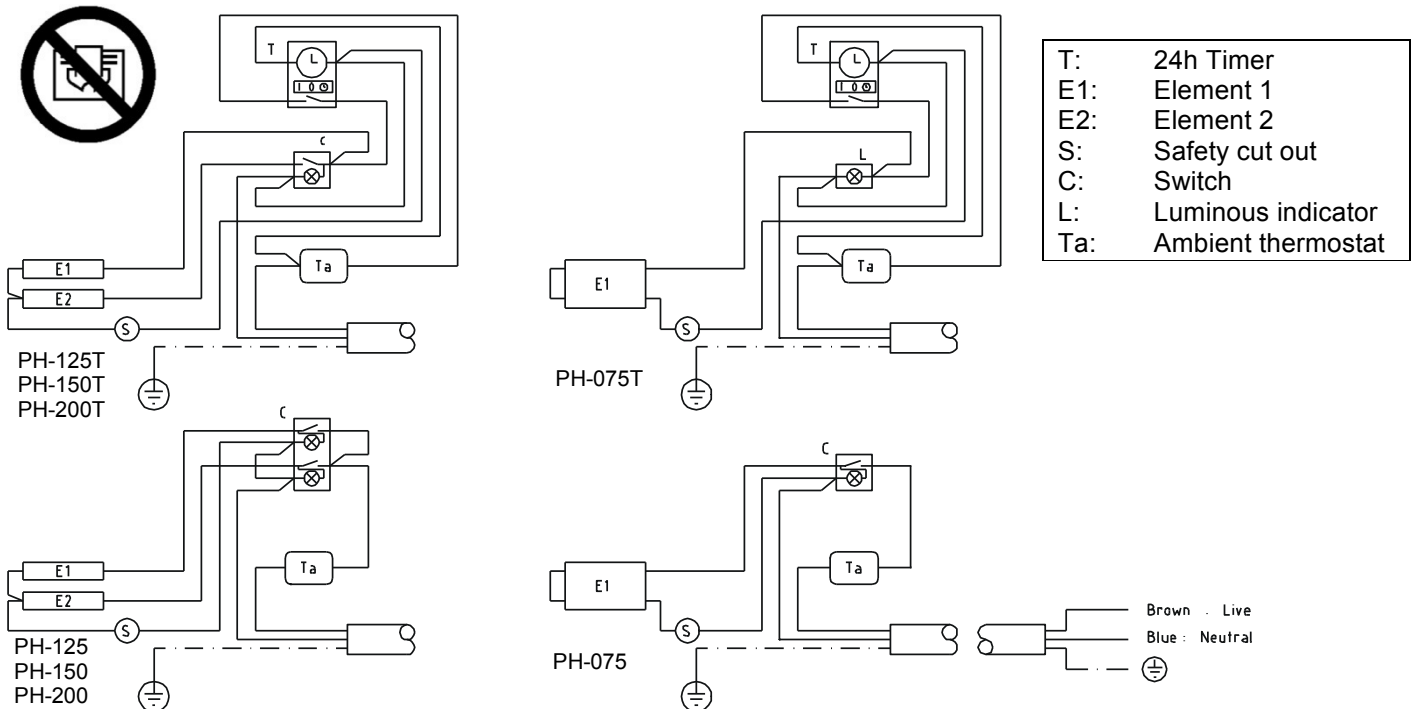 T
L
I 0
C
E1
E2
S
Ta
PH-125T
PH-150T
PH-200T
T
L
I 0
L
E1
S
Ta
PH-075T
T: 24h Timer
E1: Element 1
E2: Element 2
S: Safety cut out
C: Switch
L: Luminous indicator
Ta: Ambient thermostat
C
E1
E2
S
Ta
PH-125
PH-150
PH-200
C
E1
S
Ta
PH-075
Brown . Live
Blue : Neutral